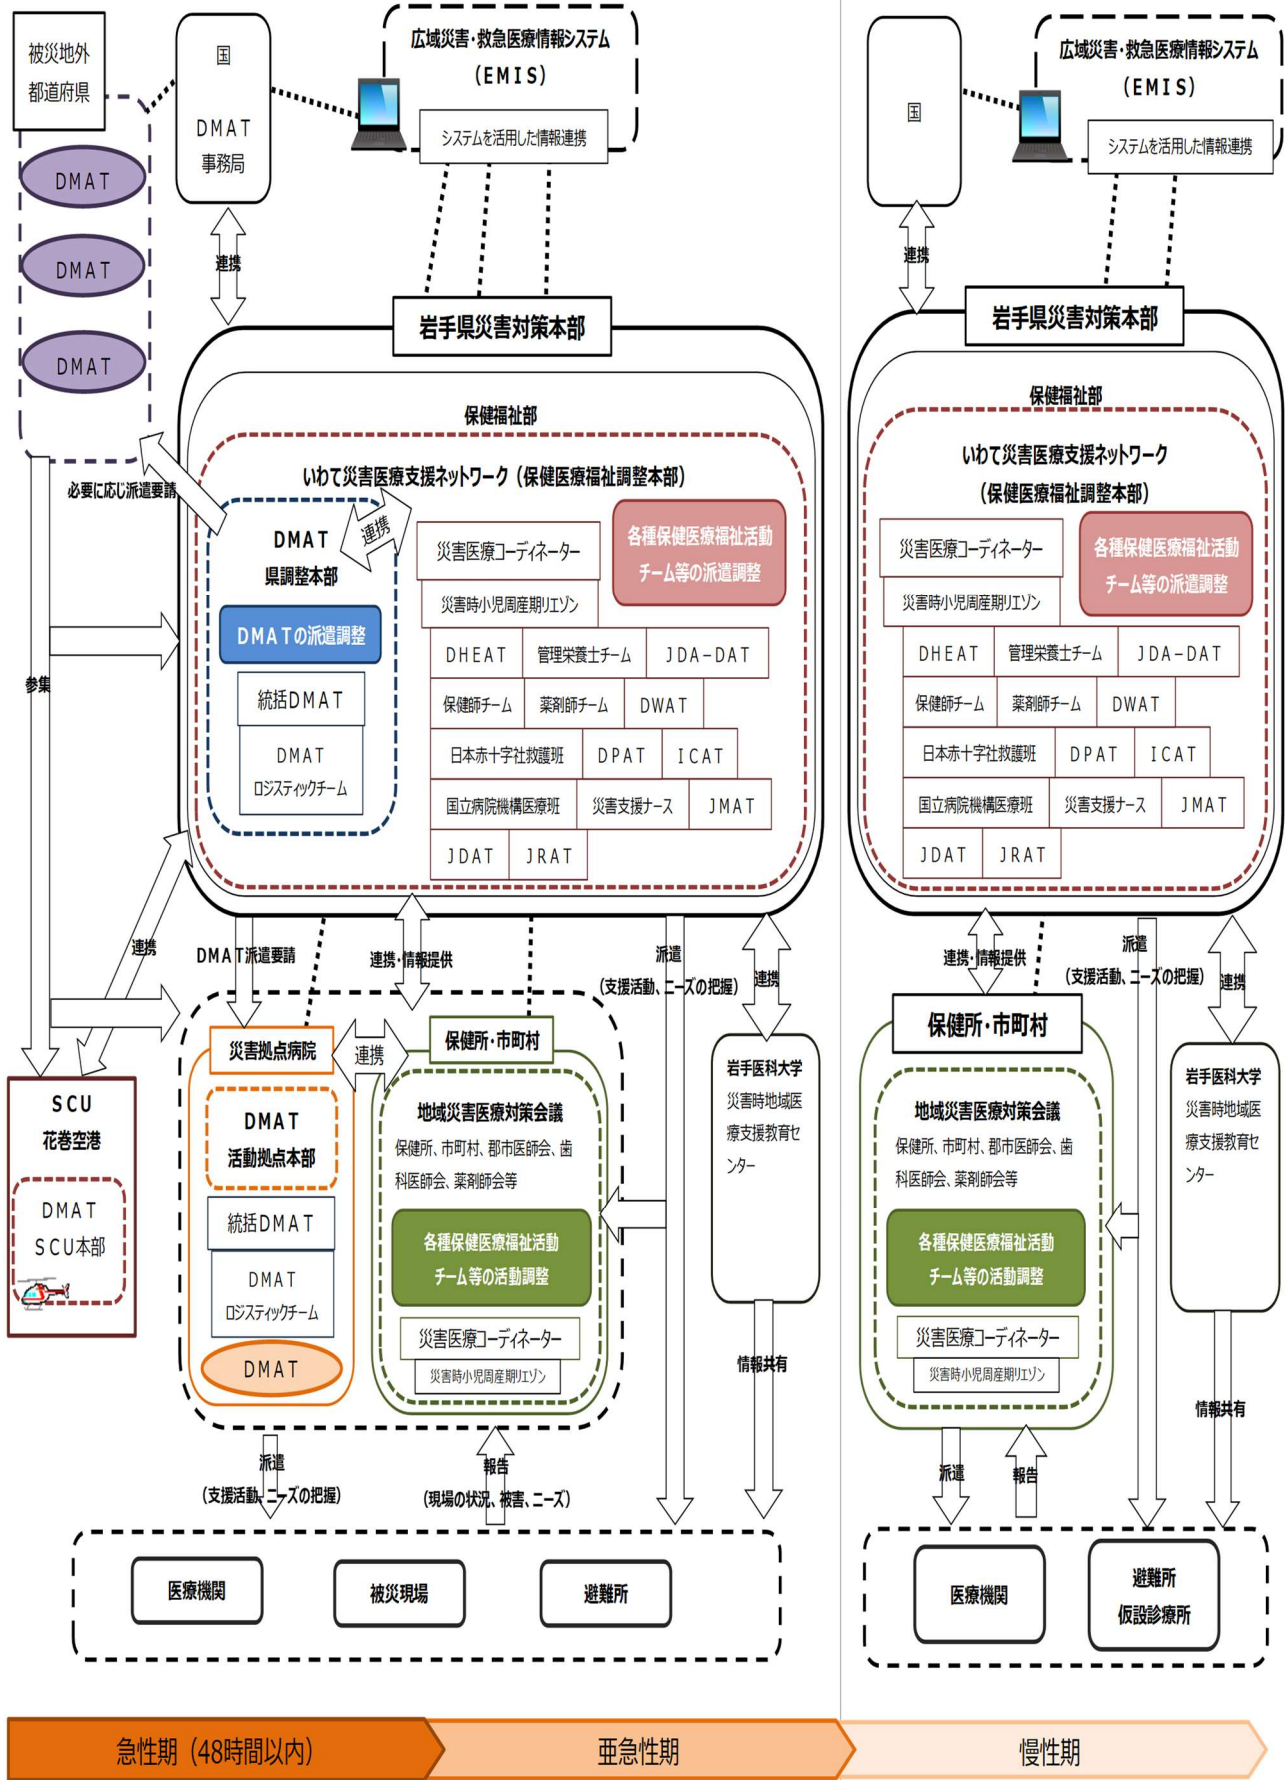 被災地外
都道府県
DMAT
DMAT
DMAT
国
DMAT
事務局
広域災害・救急医療情報システム
（EMIS）
システムを活用した情報連携
連携
岩手県災害対策本部
保健福祉部
いわて災害医療支援ネットワーク（保健医療福祉調整本部）
必要に応じ派遣要請
DMAT
県調整本部
連携
DMATの派遣調整
統括DMAT
DMAT
ロジスティックチーム
災害医療コーディネーター
災害時小児周産期リエゾン
各種保健医療福祉活動
チーム等の派遣調整
DHEAT
管理栄養士チーム
JDA−DAT
保健師チーム
薬剤師チーム
DWAT
日本赤十字社救護班
DPAT
ICAT
国立病院機構医療班
災害支援ナース
JMAT
JDAT
JRAT
参集
連携
DMAT派遣要請
連携・情報提供
派遣
（支援活動、ニーズの把握）
連携
SCU
花巻空港
DMAT
SCU本部
災害拠点病院
連携
保健所・市町村
DMAT
活動拠点本部
統括DMAT
DMAT
ロジスティックチーム
DMAT
地域災害医療対策会議
保健所、市町村、郡市医師会、歯
科医師会、薬剤師会等
各種保健医療福祉活動
チーム等の活動調整
災害医療コーディネーター
災害時小児周産期リエゾン
岩手医科大学
災害時地域医
療支援教育セ
ンター
情報共有
派遣
（支援活動、ニーズの把握）
報告
（現場の状況、被害、ニーズ）
医療機関
被災現場
避難所
国
広域災害・救急医療情報システム
（EMIS）
システムを活用した情報連携
連携
岩手県災害対策本部
保健福祉部
いわて災害医療支援ネットワーク
（保健医療福祉調整本部）
災害医療コーディネーター
災害時小児周産期リエゾン
各種保健医療福祉活動
チーム等の派遣調整
DHEAT
管理栄養士チーム
JDA−DAT
保健師チーム
薬剤師チーム
DWAT
日本赤十字社救護班
DPAT
ICAT
国立病院機構医療班
災害支援ナース
JMAT
JDAT
JRAT
連携・情報提供
派遣
（支援活動、ニーズの把握）
連携
保健所・市町村
地域災害医療対策会議
保健所、市町村、郡市医師会、歯
科医師会、薬剤師会等
各種保健医療福祉活動
チーム等の活動調整
災害医療コーディネーター
災害時小児周産期リエゾン
岩手医科大学
災害時地域医
療支援教育セ
ンター
情報共有
派遣
報告
医療機関
避難所
仮設診療所
急性期（48時間以内）
亜急性期
慢性期